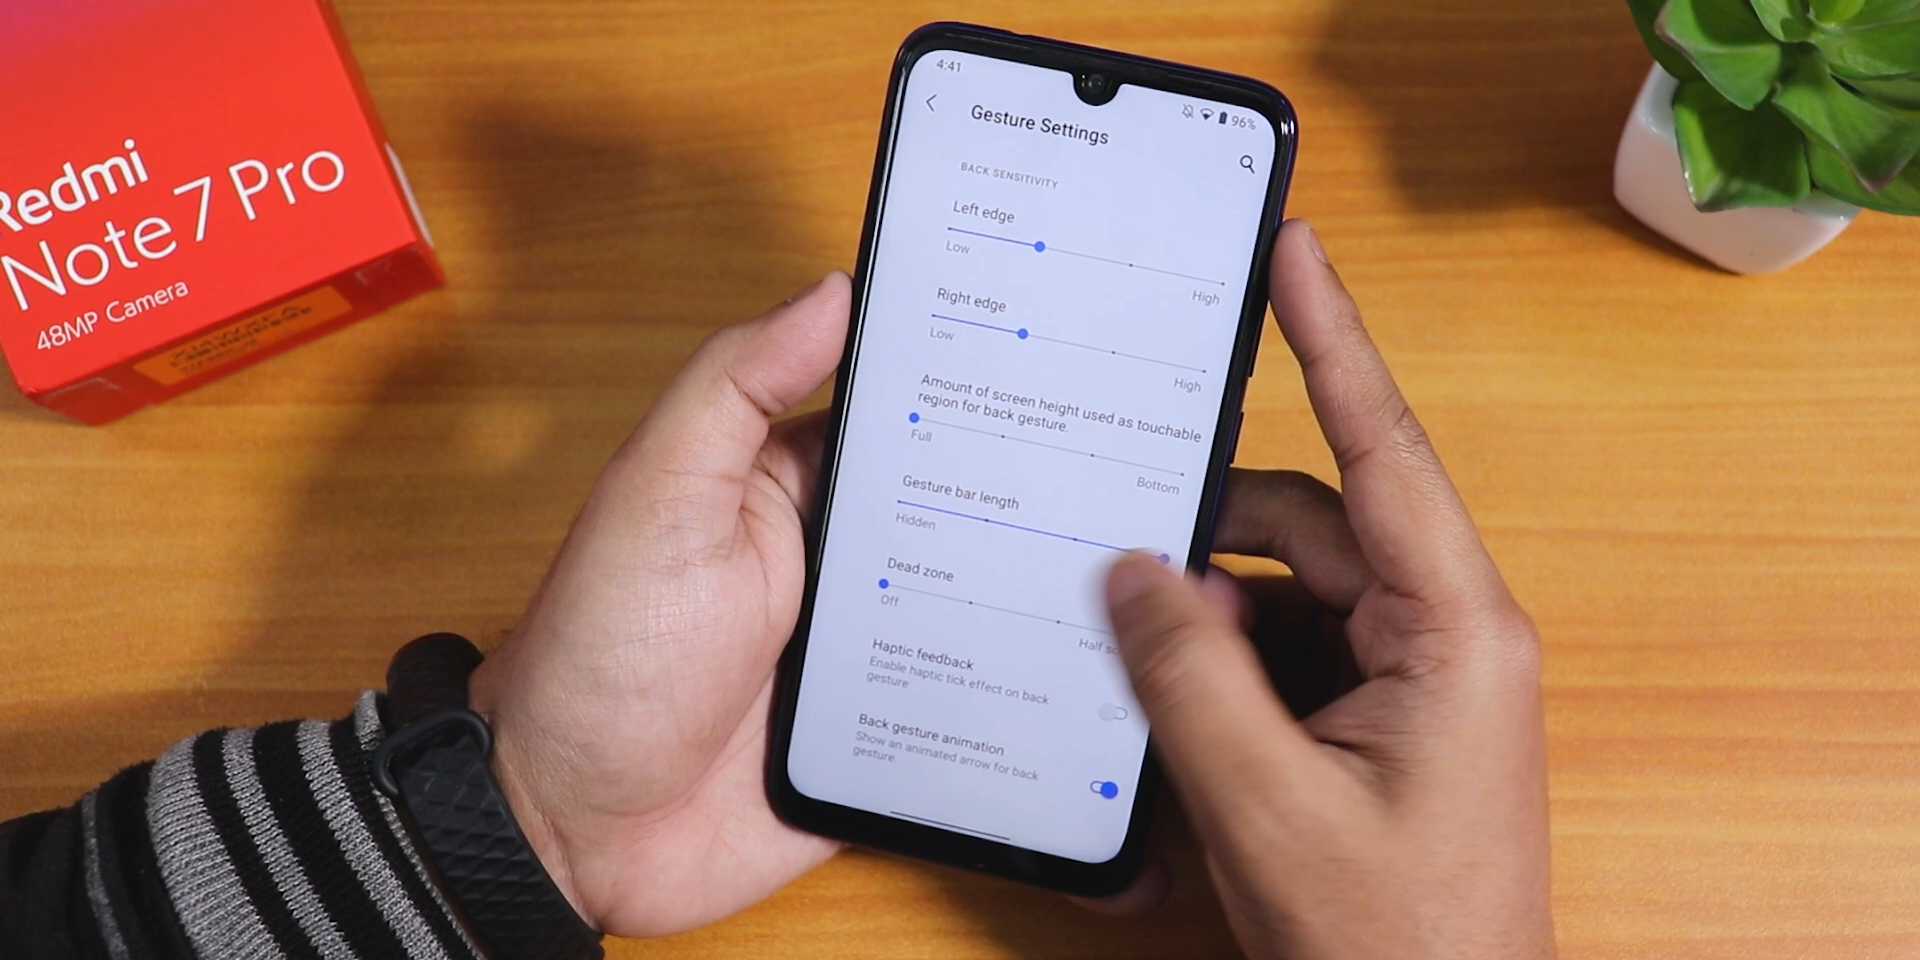 Redmi
Note 7 Pro
48MP Camera
4:41
96%
Gesture Settings
BACK SENSITIVITY
Left edge
Low
High
Right edge
Low
High
Amount of screen height used as touchable
region for back gesture.
Full
Bottom
Gesture bar length
Hidden
Dead zone
Off
Half
Haptic feedback
Enable haptic tick effect on back
gesture
Back gesture animation
Show an animated arrow for back
gesture.